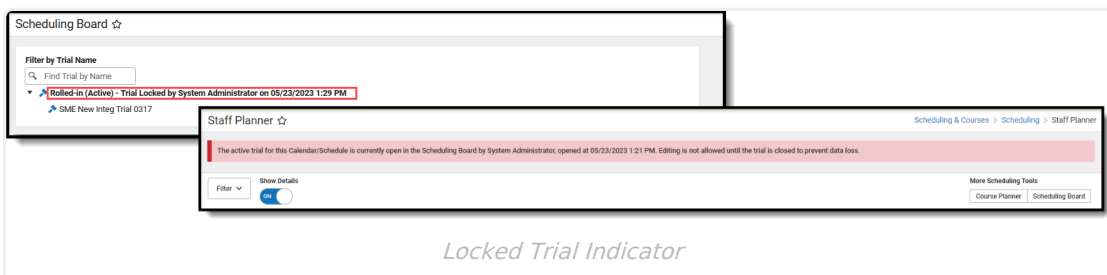 Scheduling Board ☆
Filter by Trial Name
Find Trial by Name
Rolled-in (Active) - Trial Locked by System Administrator on 05/23/2023 1:29 PM
SME New Integ Trial 0317
Staff Planner ☆
Scheduling & Courses > Scheduling > Staff Planner
The active trial for this Calendar/Schedule is currently open in the Scheduling Board by System Administrator, opened at 05/23/2023 1:21 PM. Editing is not allowed until the trial is closed to prevent data loss.
Filter
Show Details
ON
More Scheduling Tools
Course Planner Scheduling Board
Locked Trial Indicator